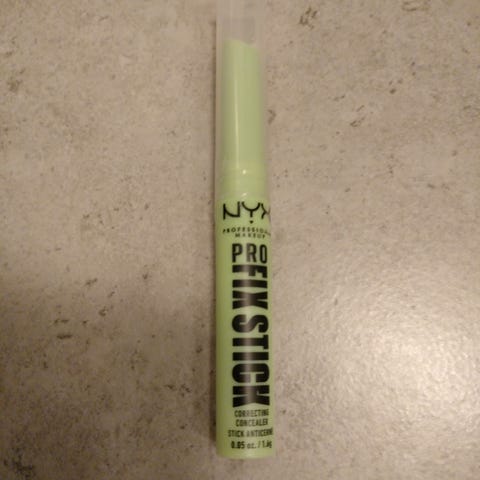 NYX
PROFESSIONAL
MAKEUP
PRO
FIX STICK
CORRECTING
CONCEALER
STICK ANTICERNE
0.05 oz. / 1.6g